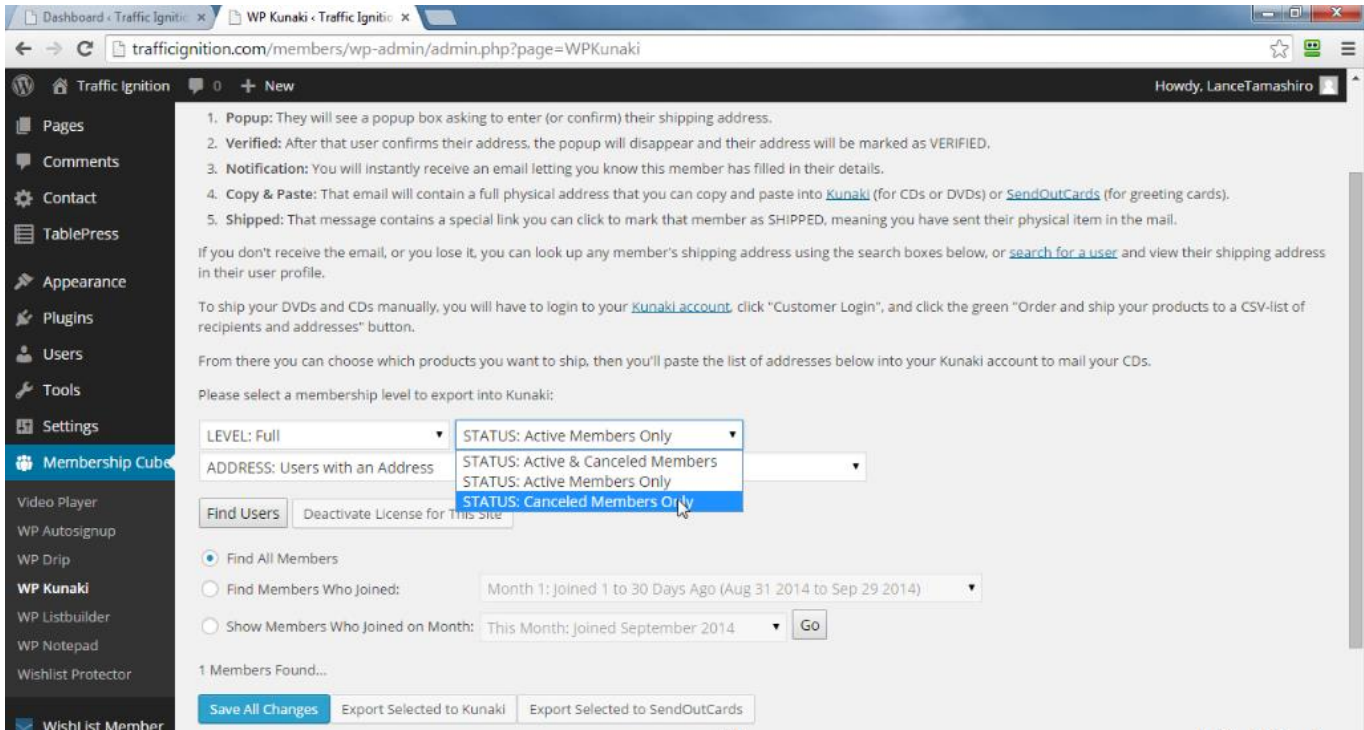 Dashboard ‹ Traffic Ignitio
WP Kunaki ‹ Traffic Ignitio
trafficignition.com/members/wp-admin/admin.php?page=WPKunaki
Traffic Ignition 0 + New
Howdy, LanceTamashiro
Pages
Comments
Contact
TablePress
Appearance
Plugins
Users
Tools
Settings
Membership Cube
Video Player
WP Autosignup
WP Drip
WP Kunaki
WP Listbuilder
WP Notepad
Wishlist Protector
WishList Member
1. Popup: They will see a popup box asking to enter (or confirm) their shipping address.
2. Verified: After that user confirms their address, the popup will disappear and their address will be marked as VERIFIED.
3. Notification: You will instantly receive an email letting you know this member has filled in their details.
4. Copy & Paste: That email will contain a full physical address that you can copy and paste into Kunaki (for CDs or DVDs) or SendOutCards (for greeting cards).
5. Shipped: That message contains a special link you can click to mark that member as SHIPPED, meaning you have sent their physical item in the mail.
If you don't receive the email, or you lose it, you can look up any member's shipping address using the search boxes below, or search for a user and view their shipping address
in their user profile.
To ship your DVDs and CDs manually, you will have to login to your Kunaki account, click "Customer Login", and click the green "Order and ship your products to a CSV-list of
recipients and addresses" button.
From there you can choose which products you want to ship, then you'll paste the list of addresses below into your Kunaki account to mail your CDs.
Please select a membership level to export into Kunaki:
LEVEL: Full
STATUS: Active Members Only
ADDRESS: Users with an Address
STATUS: Active & Canceled Members
STATUS: Active Members Only
STATUS: Canceled Members Only
Find Users
Deactivate License for This Site
Find All Members
Find Members Who Joined: Month 1: Joined 1 to 30 Days Ago (Aug 31 2014 to Sep 29 2014)
Show Members Who Joined on Month: This Month: Joined September 2014 Go
1 Members Found...
Save All Changes
Export Selected to Kunaki
Export Selected to SendOutCards